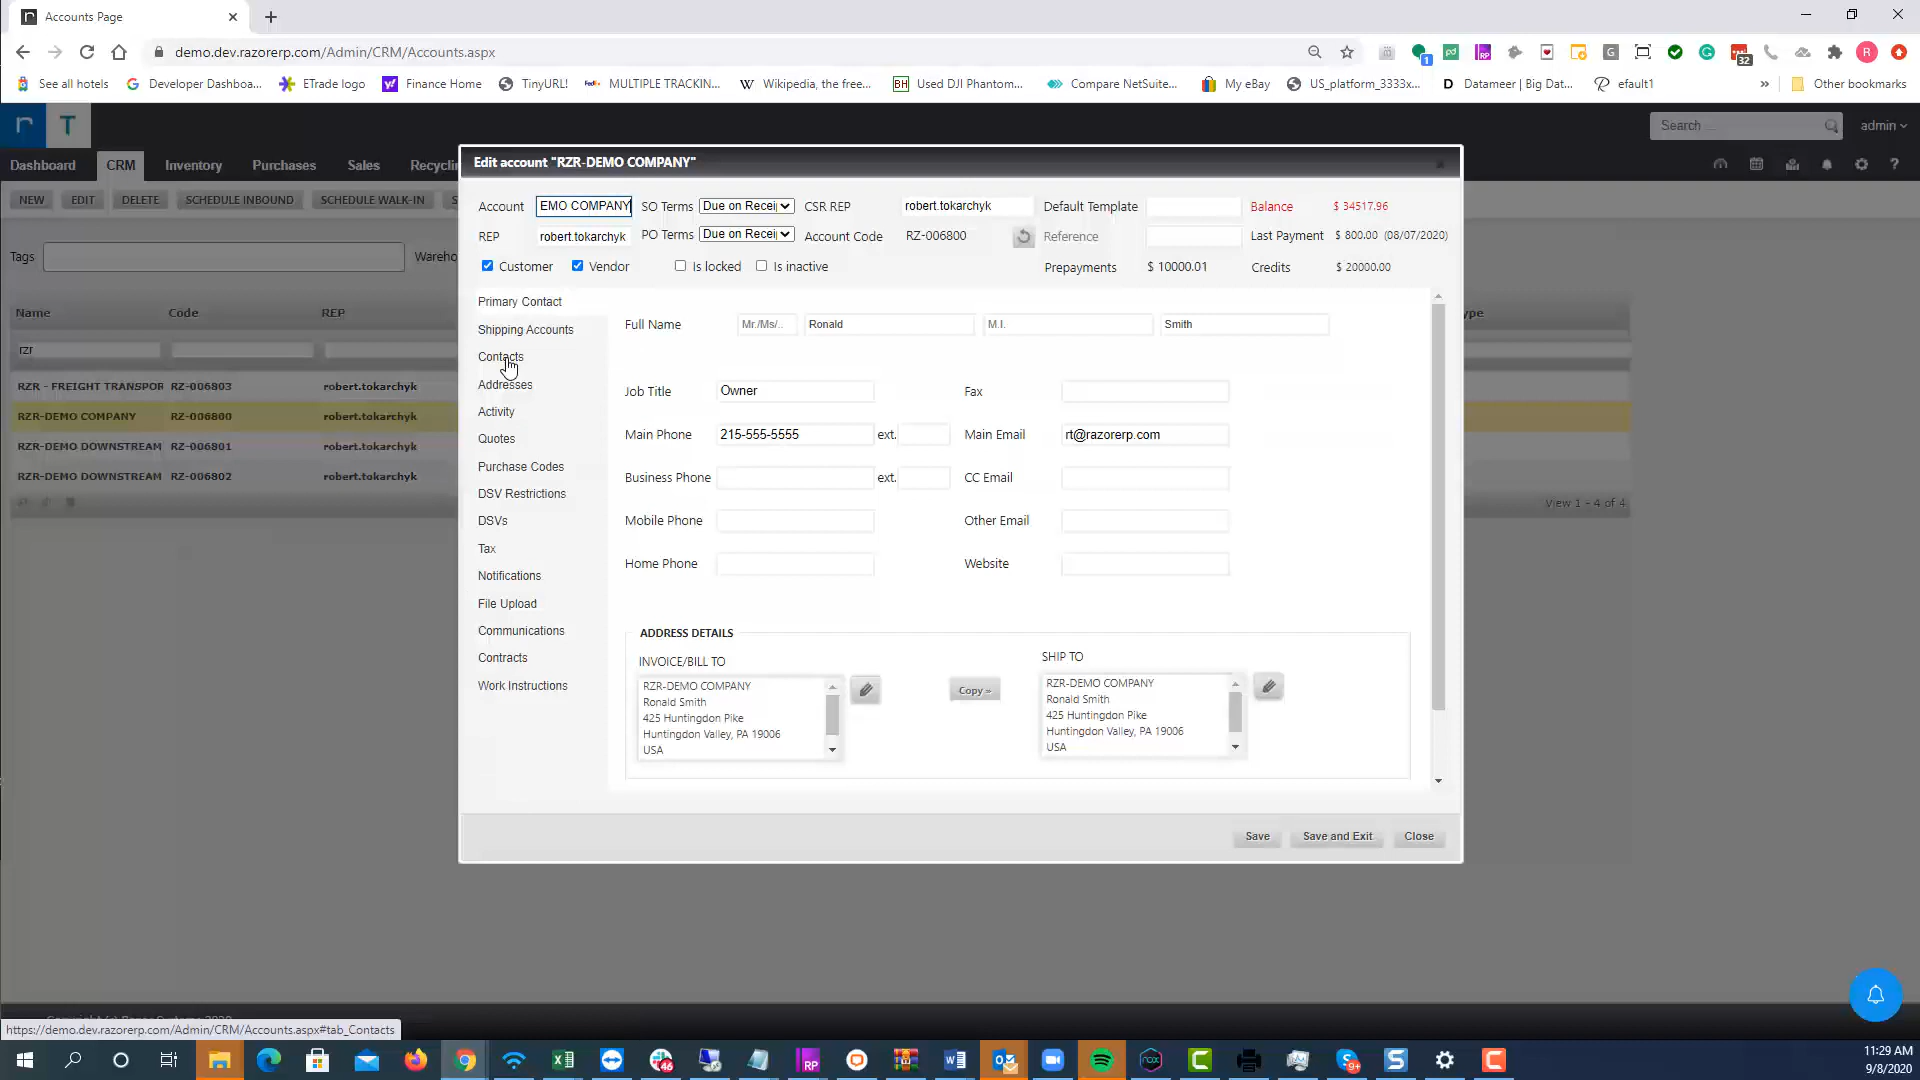 Accounts Page
demo.dev.razorerp.com/Admin/CRM/Accounts.aspx
See all hotels
Developer Dashboa...
ETrade logo
Finance Home
TinyURL!
MULTIPLE TRACKIN...
Wikipedia, the free...
Used DJI Phantom...
Compare NetSuite...
My eBay
US_platform_3333x...
Datameer | Big Dat...
efault1
Other bookmarks
Search ...
admin
Dashboard CRM Inventory Purchases Sales
NEW EDIT DELETE SCHEDULE INBOUND SCHEDULE WALK-IN
Tags
Name Code REP
rzr
RZR - FREIGHT TRANSPOR RZ-006803 robert.tokarchyk
RZR-DEMO COMPANY RZ-006800 robert.tokarchyk
RZR-DEMO DOWNSTREAM RZ-006801 robert.tokarchyk
RZR-DEMO DOWNSTREAM RZ-006802 robert.tokarchyk
View 1 - 4 of 4
Edit account "RZR-DEMO COMPANY"
Account EMO COMPANY SO Terms Due on Receip CSR REP robert.tokarchyk Default Template Balance $ 34517.96
REP robert.tokarchyk PO Terms Due on Receip Account Code RZ-006800 Reference Last Payment $ 800.00 (08/07/2020)
Customer Vendor Is locked Is inactive Prepayments $ 10000.01 Credits $ 20000.00
Primary Contact
Shipping Accounts
Contacts
Addresses
Activity
Quotes
Purchase Codes
DSV Restrictions
DSVs
Tax
Notifications
File Upload
Communications
Contracts
Work Instructions
Full Name Mr./Ms/.. Ronald M.I. Smith
Job Title Owner Fax
Main Phone 215-555-5555 ext. Main Email rt@razorerp.com
Business Phone ext. CC Email
Mobile Phone Other Email
Home Phone Website
ADDRESS DETAILS
INVOICE/BILL TO
RZR-DEMO COMPANY
Ronald Smith
425 Huntingdon Pike
Huntingdon Valley, PA 19006
USA
Copy »
SHIP TO
RZR-DEMO COMPANY
Ronald Smith
425 Huntingdon Pike
Huntingdon Valley, PA 19006
USA
Save Save and Exit Close
https://demo.dev.razorerp.com/Admin/CRM/Accounts.aspx#tab_Contacts
11:29 AM
9/8/2020